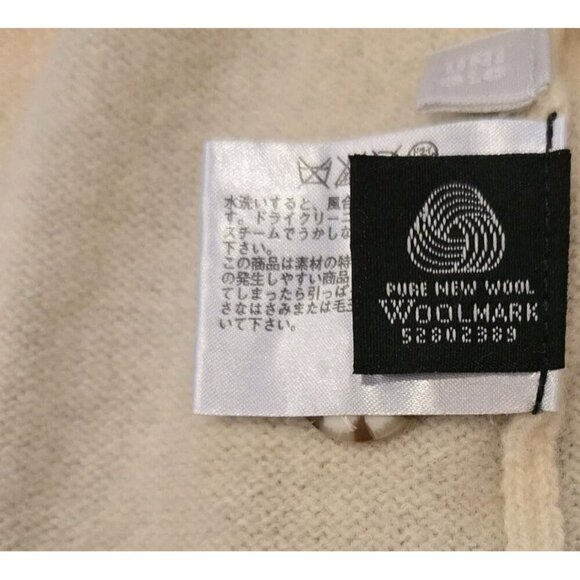 ドライ
水洗いすると、風合
す。ドライクリーニ
スチームでうかしな
下さい。
この商品は素材の特
の発生しやすい商品
てしまったら引っぱ
さなはさみまたは毛玉
いて下さい。
PURE NEW WOOL
WOOLMARK
52802389